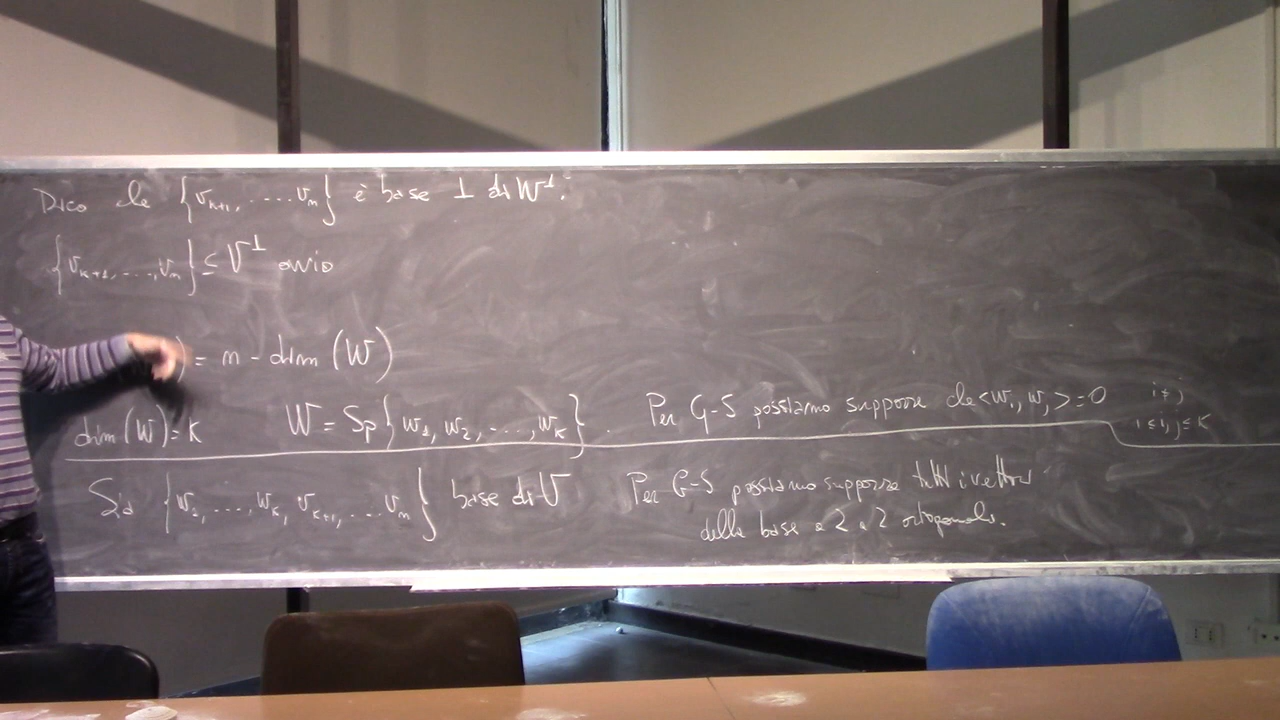 Dico che {v_{k+1}, ..... v_n} è base ⊥ di W^⊥:
{v_{k+1}, ..., v_n} ⊆ V^⊥ ovvio
) = n - dim (W)
dim (W) = k W = Sp {w_1, w_2, ..., w_k}. Per G-S possiamo supporre che <w_i, w_j> = 0 i ≠ j
1 ≤ i, j ≤ k
Sia {w_1, ..., w_k, v_{k+1}, ... v_n} base di V Per G-S possiamo supporre tutti i vettori
della base a 2 a 2 ortogonali.